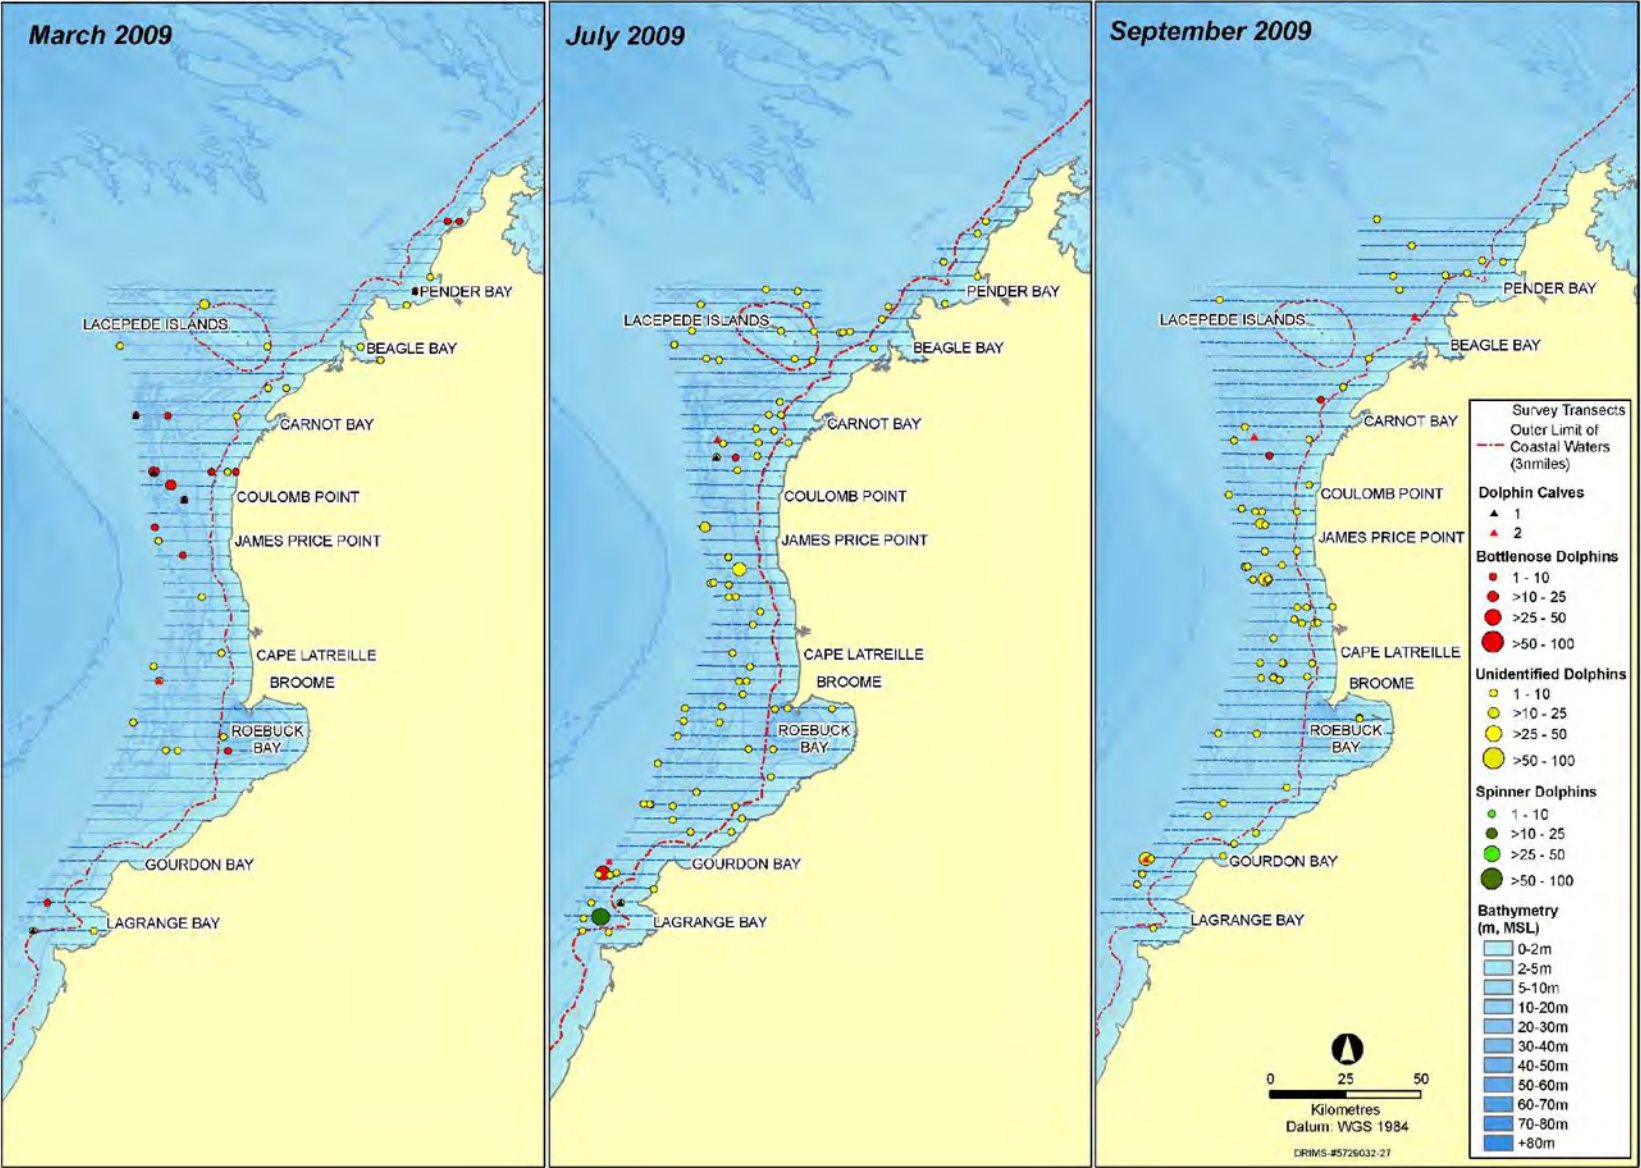 March 2009
PENDER BAY
LACEPEDE ISLANDS
BEAGLE BAY
CARNOT BAY
COULOMB POINT
JAMES PRICE POINT
CAPE LATREILLE
BROOME
ROEBUCK
BAY
GOURDON BAY
LAGRANGE BAY
July 2009
PENDER BAY
LACEPEDE ISLANDS
BEAGLE BAY
CARNOT BAY
COULOMB POINT
JAMES PRICE POINT
CAPE LATREILLE
BROOME
ROEBUCK
BAY
GOURDON BAY
LAGRANGE BAY
September 2009
PENDER BAY
LACEPEDE ISLANDS
BEAGLE BAY
CARNOT BAY
COULOMB POINT
JAMES PRICE POINT
CAPE LATREILLE
BROOME
ROEBUCK
BAY
GOURDON BAY
LAGRANGE BAY
Survey Transects
Outer Limit of
Coastal Waters
(3nmiles)
Dolphin Calves
1
2
Bottlenose Dolphins
1 - 10
>10 - 25
>25 - 50
>50 - 100
Unidentified Dolphins
1 - 10
>10 - 25
>25 - 50
>50 - 100
Spinner Dolphins
1 - 10
>10 - 25
>25 - 50
>50 - 100
Bathymetry
(m, MSL)
0-2m
2-5m
5-10m
10-20m
20-30m
30-40m
40-50m
50-60m
60-70m
70-80m
+80m
0 25 50
Kilometres
Datum: WGS 1984
DRIMS-#5729032-27